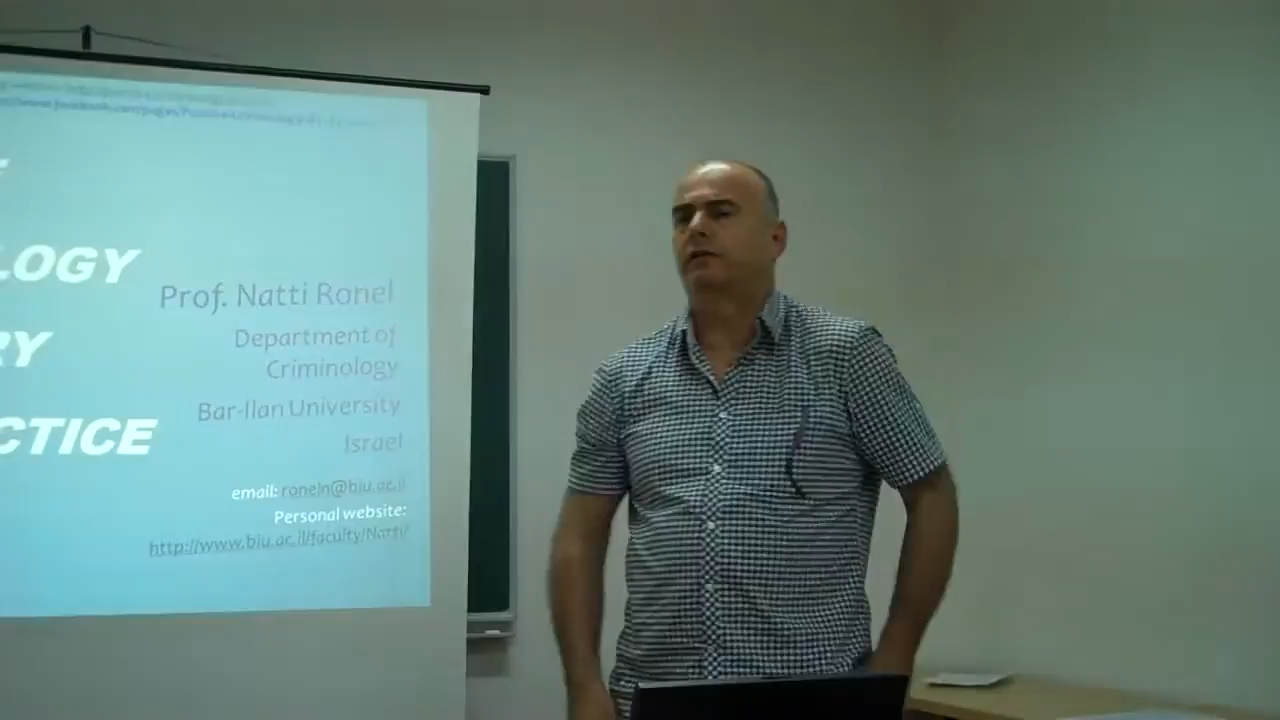 LOGY
RY
CTICE
Prof. Natti Ronel
Department of
Criminology
Bar-Ilan University
Israel
email: roneln@biu.ac.il
Personal website:
http://www.biu.ac.il/faculty/Natti/